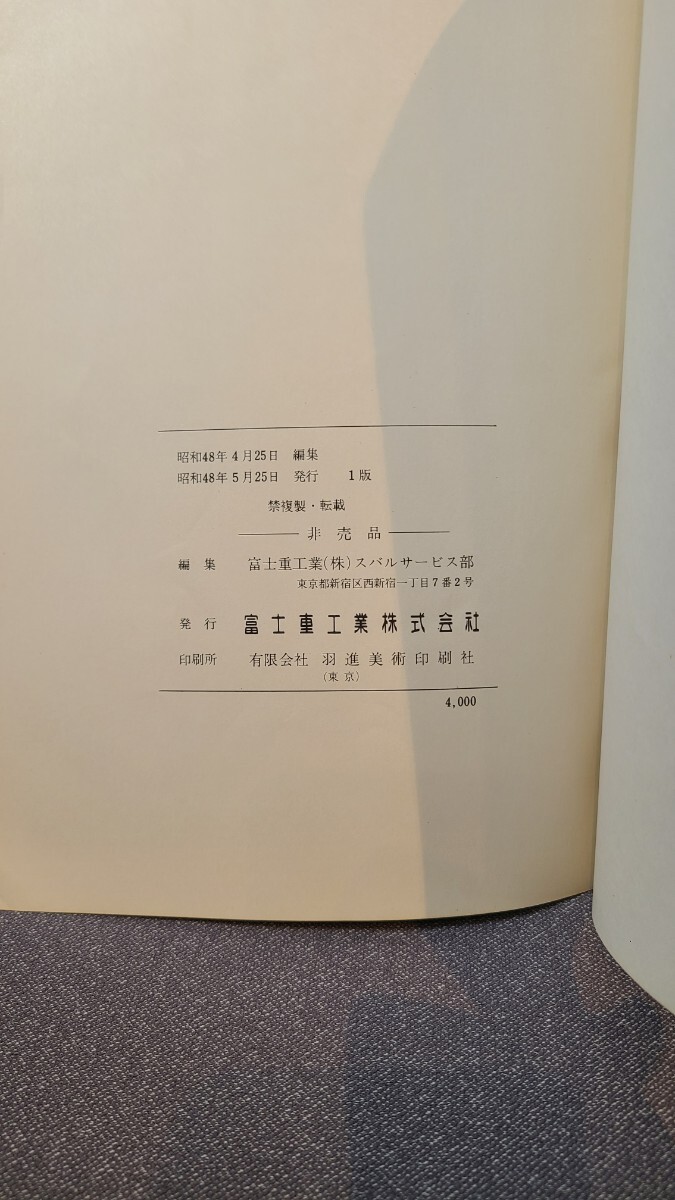 昭和48年4月25日 編集
昭和48年5月25日 発行 1版
禁複製・転載
非売品
編集 富士重工業(株)スバルサービス部
東京都新宿区西新宿一丁目7番2号
発行 富士重工業株式会社
印刷所 有限会社 羽進美術印刷社
(東京)
4,000